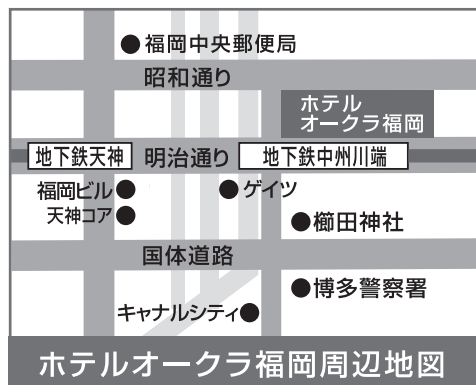 福岡中央郵便局
昭和通り
ホテル
オークラ福岡
地下鉄天神
明治通り
地下鉄中州川端
福岡ビル
ゲイツ
天神コア
櫛田神社
国体道路
博多警察署
キャナルシティ
ホテルオークラ福岡周辺地図